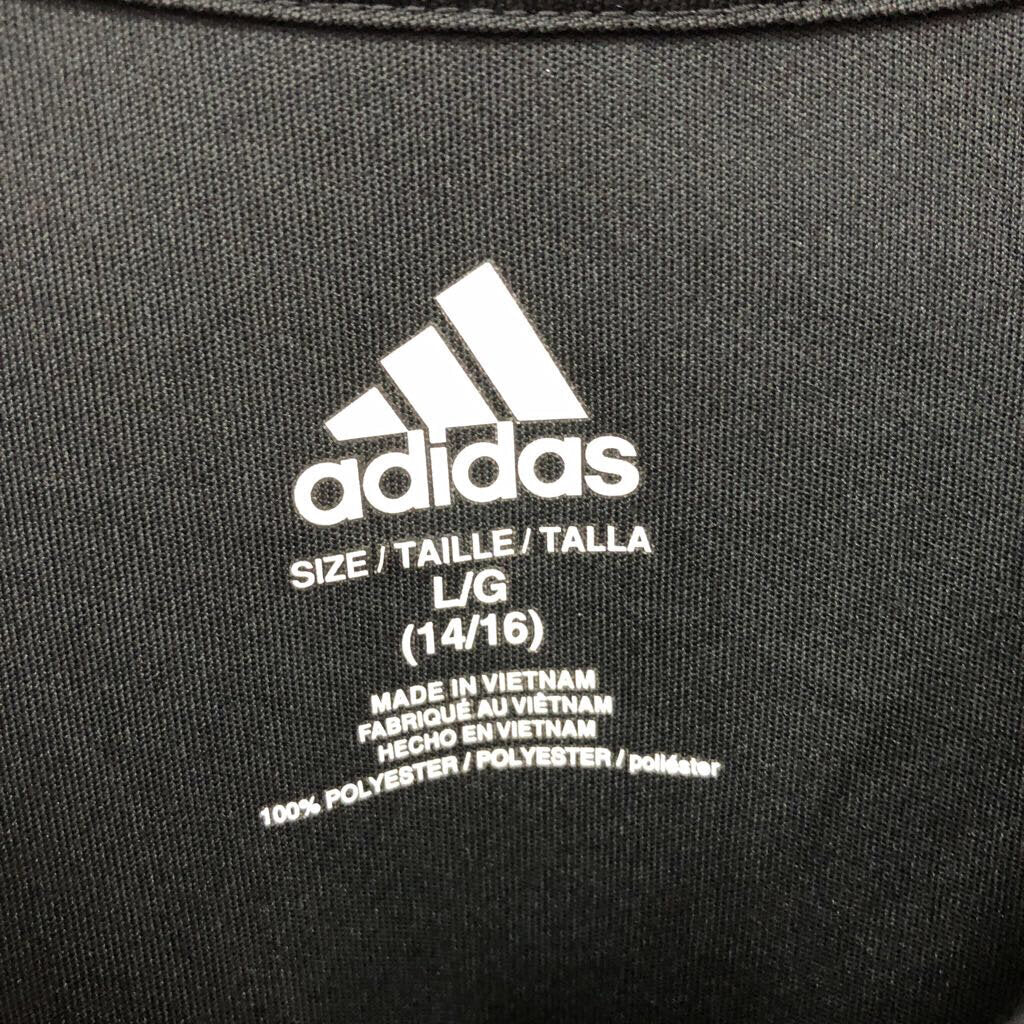 adidas
SIZE / TAILLE / TALLA
L/G
(14/16)
MADE IN VIETNAM
FABRIQUÉ AU VIÊTNAM
HECHO EN VIETNAM
100% POLYESTER / POLYESTER / poliéster